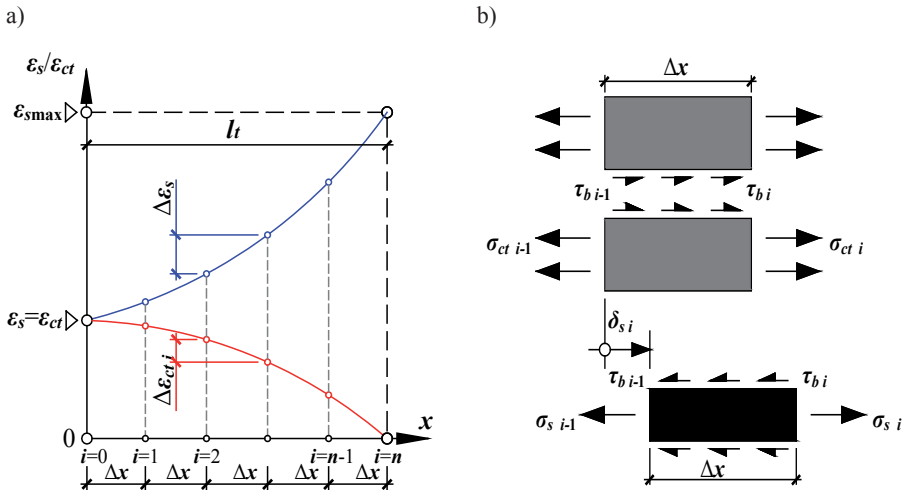 a)
εs/εct
εsmax
lt
Δεs
εs=εct
Δεct i
0
x
i=0 i=1 i=2 i=n-1 i=n
Δx Δx Δx Δx Δx
b)
Δx
τb i-1 τb i
σct i-1 σct i
δs i
τb i-1 τb i
σs i-1 σs i
Δx